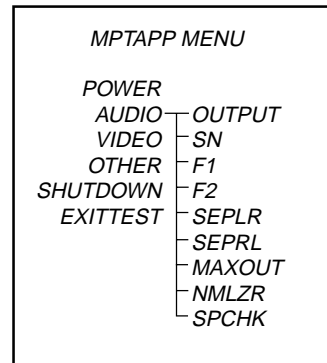 MPTAPP MENU
POWER
AUDIO OUTPUT
VIDEO SN
OTHER F1
SHUTDOWN F2
EXITTEST SEPLR
SEPRL
MAXOUT
NMLZR
SPCHK